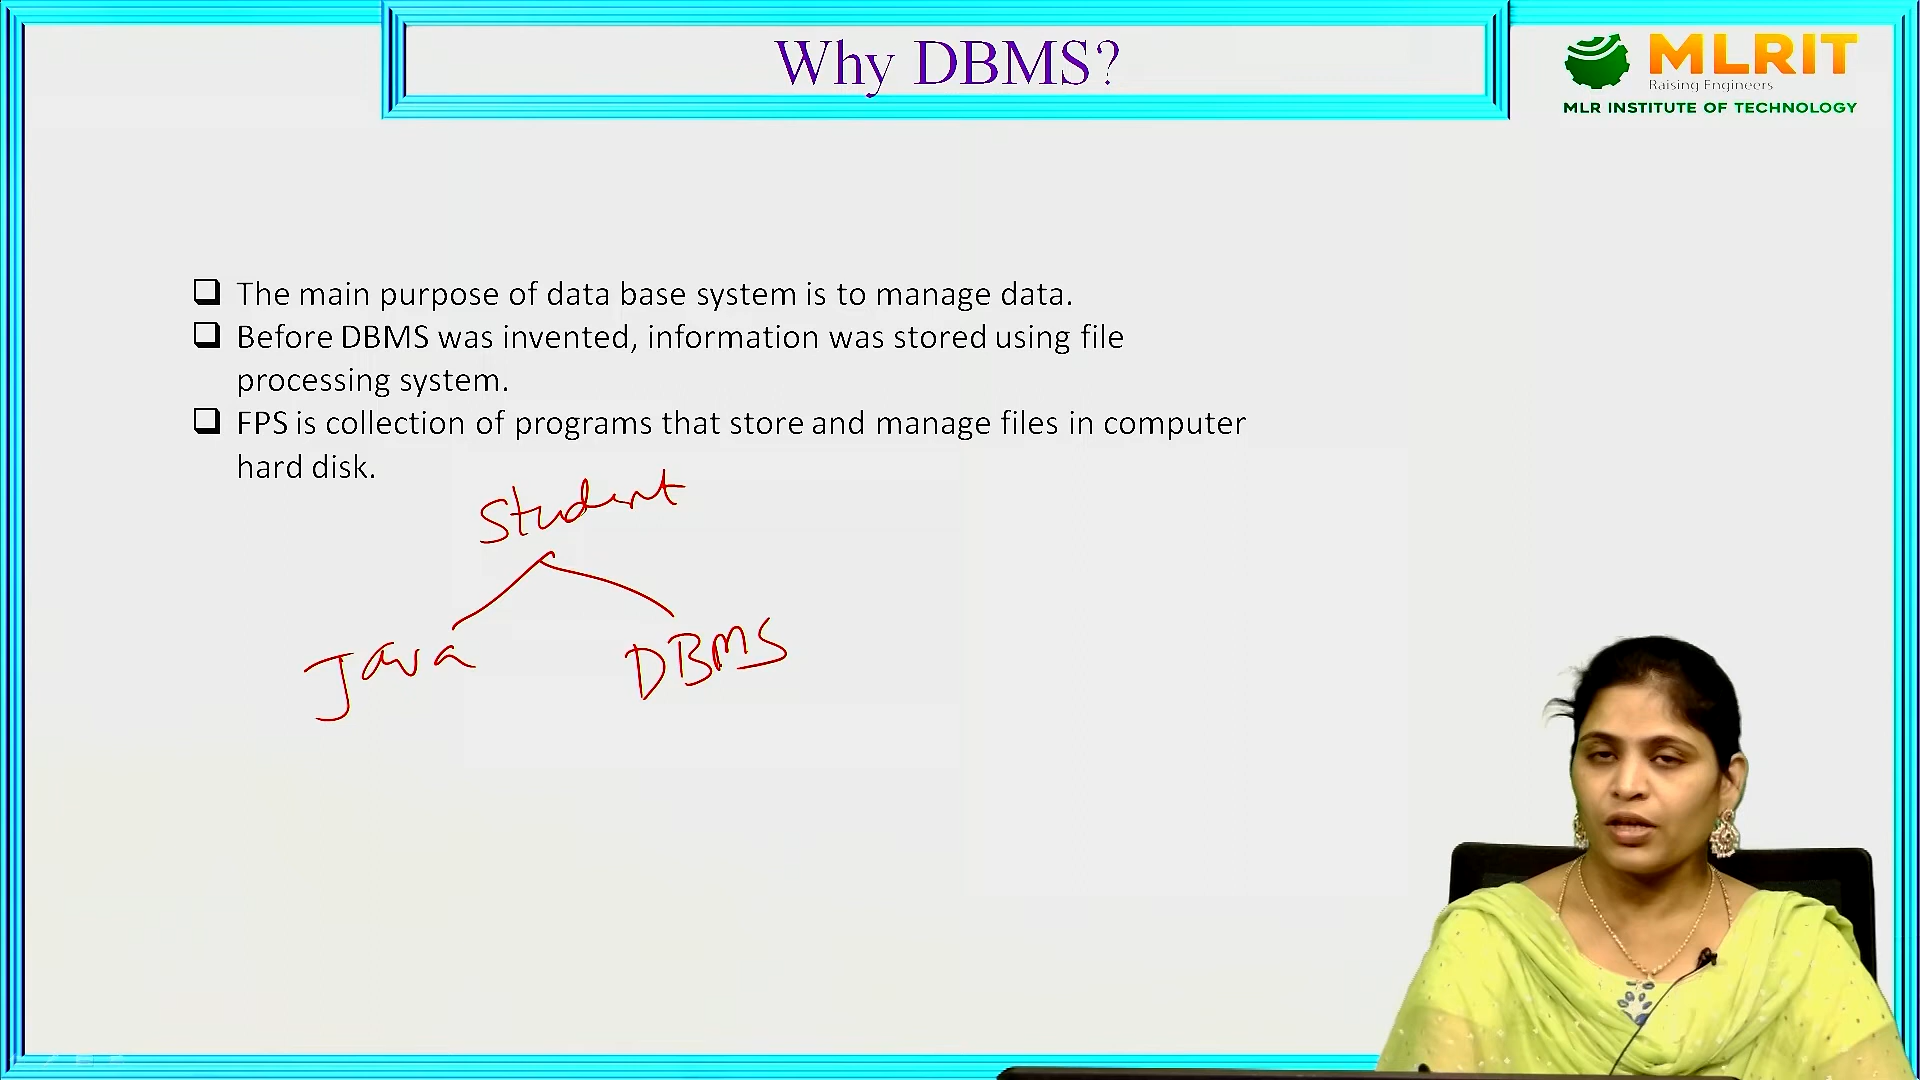 Why DBMS?
MLRIT
Raising Engineers
MLR INSTITUTE OF TECHNOLOGY
The main purpose of data base system is to manage data.
Before DBMS was invented, information was stored using file
processing system.
FPS is collection of programs that store and manage files in computer
hard disk.
Student
Java DBMS